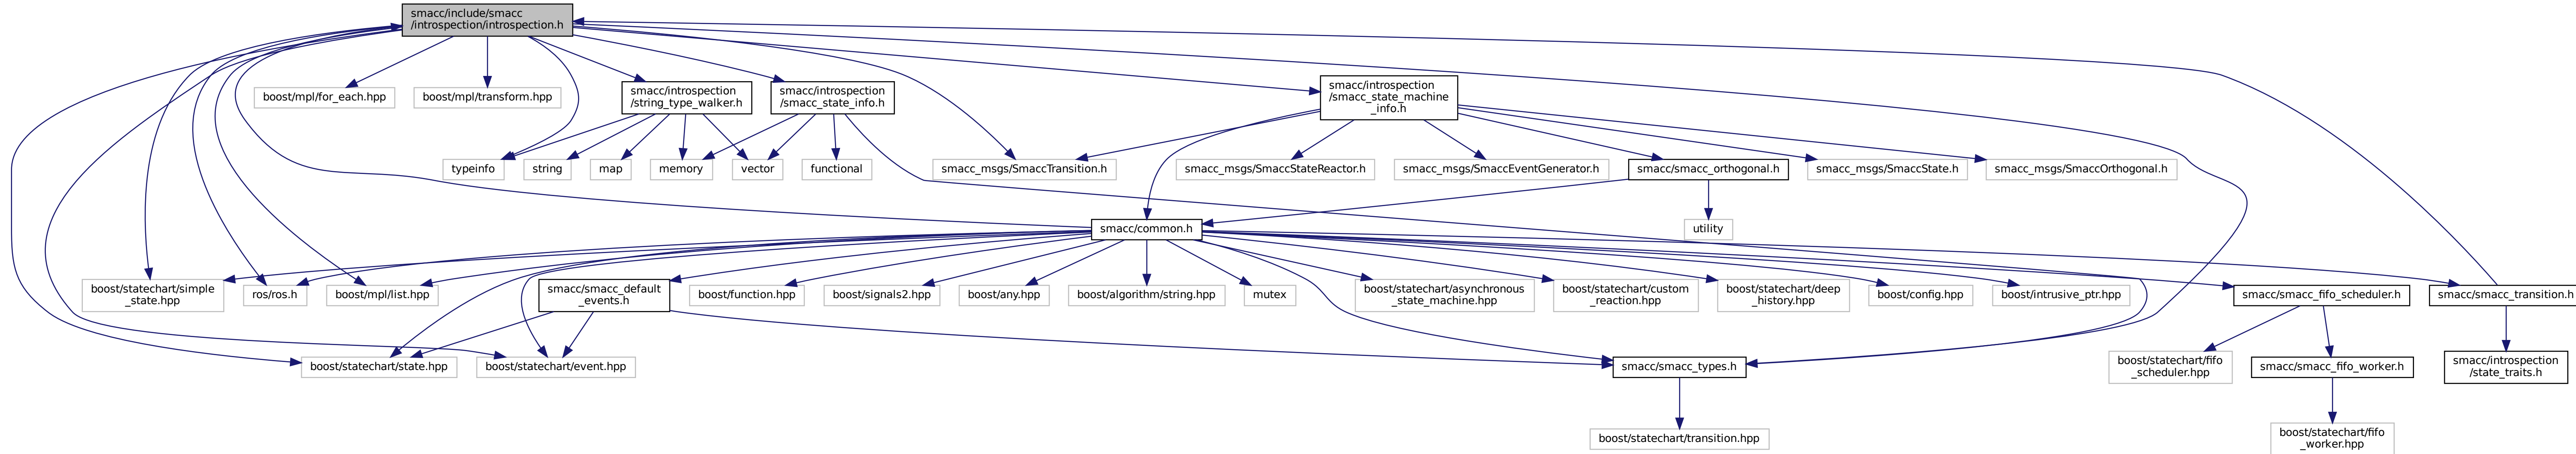 smacc/include/smacc
/introspection/introspection.h
boost/mpl/for_each.hpp
boost/mpl/transform.hpp
smacc/introspection
/string_type_walker.h
smacc/introspection
/smacc_state_info.h
smacc/introspection
/smacc_state_machine
_info.h
typeinfo
string
map
memory
vector
functional
smacc_msgs/SmaccTransition.h
smacc_msgs/SmaccStateReactor.h
smacc_msgs/SmaccEventGenerator.h
smacc/smacc_orthogonal.h
smacc_msgs/SmaccState.h
smacc_msgs/SmaccOrthogonal.h
smacc/common.h
utility
boost/statechart/simple
_state.hpp
ros/ros.h
boost/mpl/list.hpp
smacc/smacc_default
_events.h
boost/function.hpp
boost/signals2.hpp
boost/any.hpp
boost/algorithm/string.hpp
mutex
boost/statechart/asynchronous
_state_machine.hpp
boost/statechart/custom
_reaction.hpp
boost/statechart/deep
_history.hpp
boost/config.hpp
boost/intrusive_ptr.hpp
smacc/smacc_fifo_scheduler.h
smacc/smacc_transition.h
boost/statechart/state.hpp
boost/statechart/event.hpp
smacc/smacc_types.h
boost/statechart/fifo
_scheduler.hpp
smacc/smacc_fifo_worker.h
smacc/introspection
/state_traits.h
boost/statechart/transition.hpp
boost/statechart/fifo
_worker.hpp